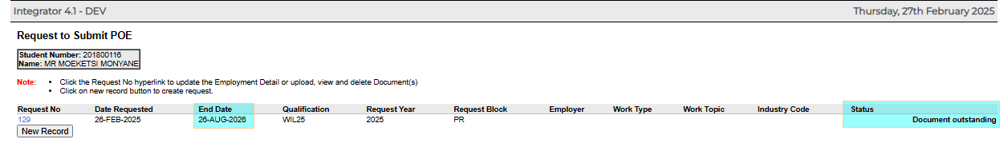 Integrator 4.1 - DEV Thursday, 27th February 2025
Request to Submit POE
Student Number: 201800116
Name: MR MOEKETSI MONYANE
Note: • Click the Request No hyperlink to update the Employment Detail or upload, view and delete Document(s)
• Click on new record button to create request.
Request No Date Requested End Date Qualification Request Year Request Block Employer Work Type Work Topic Industry Code Status
129 26-FEB-2025 26-AUG-2026 WIL25 2025 PR Document outstanding
New Record